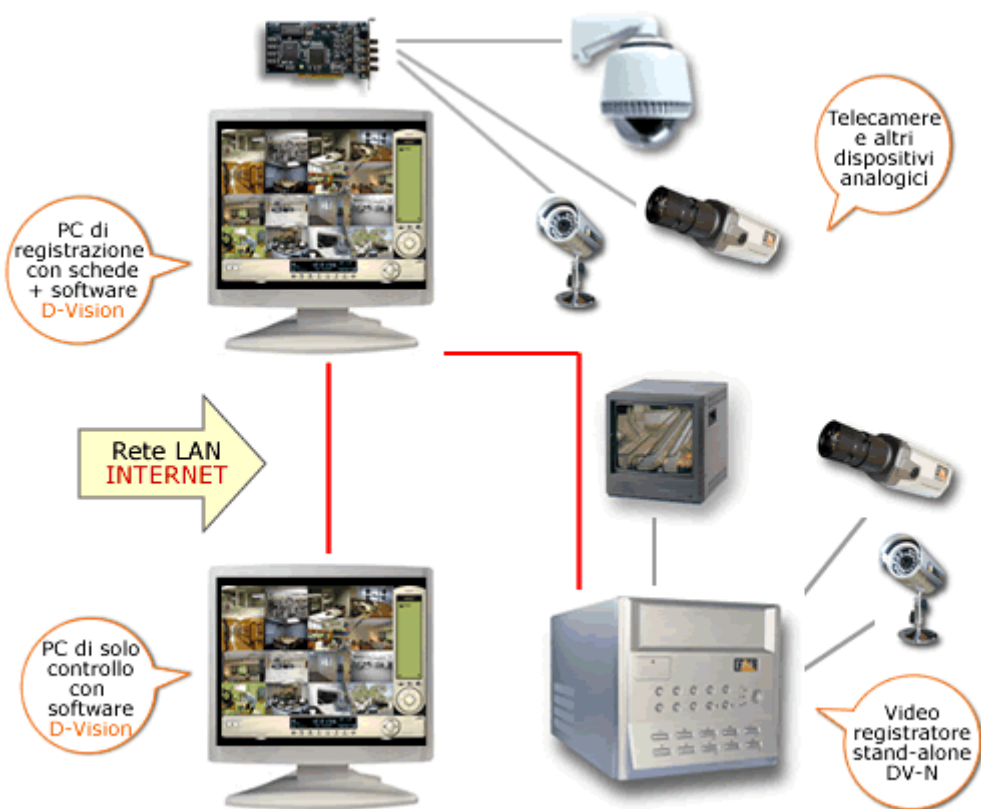 Telecamere
e altri
dispositivi
analogici
PC di
registrazione
con schede
+ software
D-Vision
Rete LAN
INTERNET
PC di solo
controllo
con
software
D-Vision
Video
registratore
stand-alone
DV-N